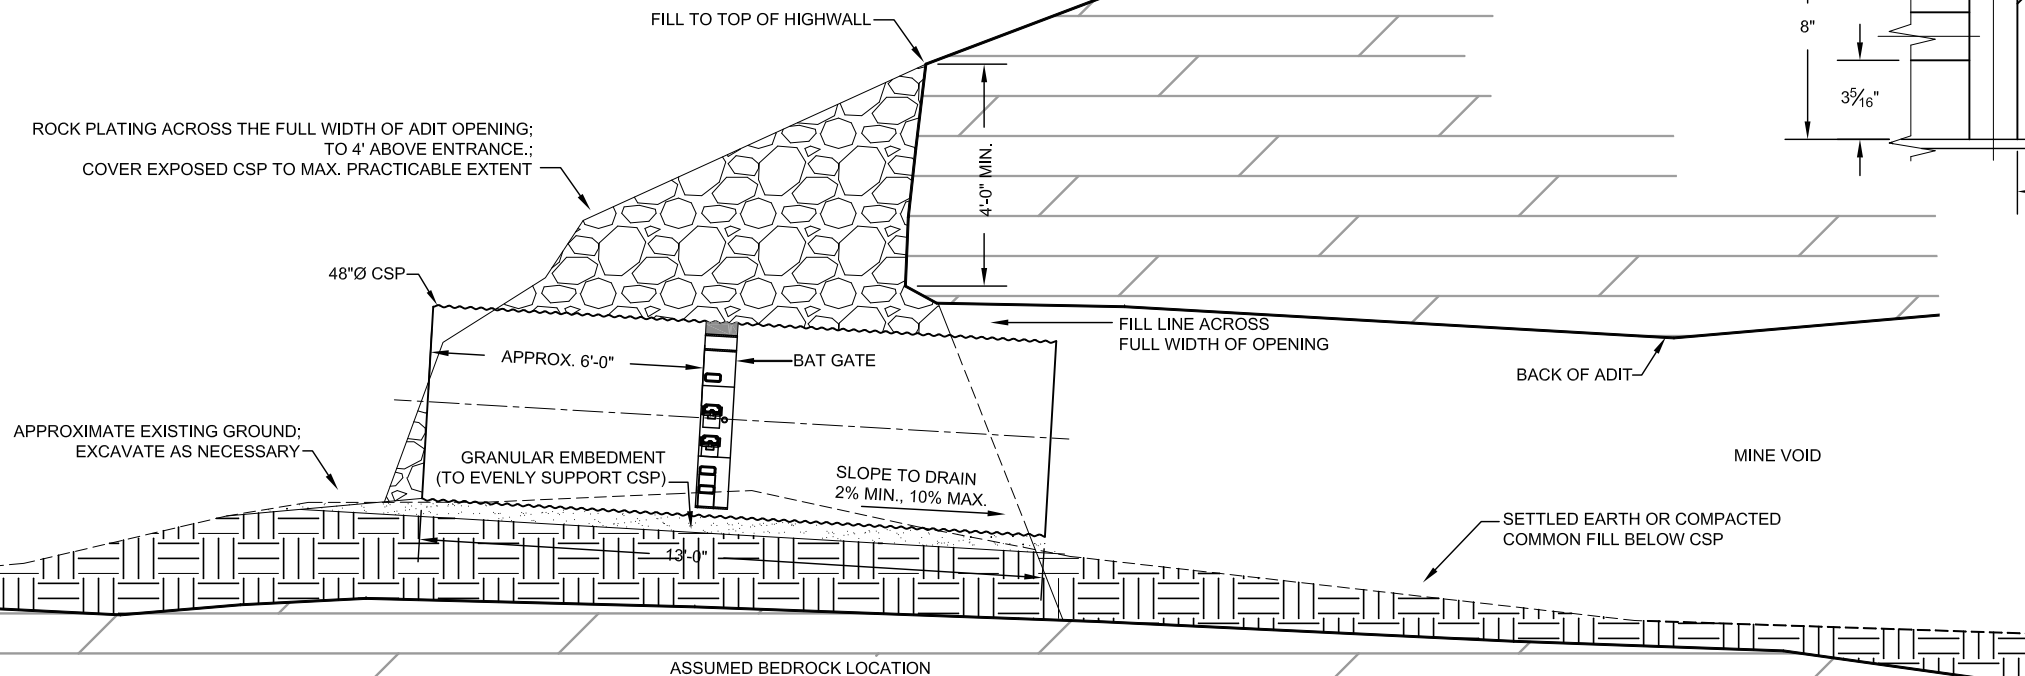 FILL TO TOP OF HIGHWALL
8"
3 5/16"
ROCK PLATING ACROSS THE FULL WIDTH OF ADIT OPENING;
TO 4' ABOVE ENTRANCE.;
COVER EXPOSED CSP TO MAX. PRACTICABLE EXTENT
4'-0" MIN.
48"Ø CSP
FILL LINE ACROSS
FULL WIDTH OF OPENING
APPROX. 6'-0"
BAT GATE
BACK OF ADIT
APPROXIMATE EXISTING GROUND;
EXCAVATE AS NECESSARY
GRANULAR EMBEDMENT
(TO EVENLY SUPPORT CSP)
SLOPE TO DRAIN
2% MIN., 10% MAX.
MINE VOID
SETTLED EARTH OR COMPACTED
COMMON FILL BELOW CSP
13'-0"
ASSUMED BEDROCK LOCATION